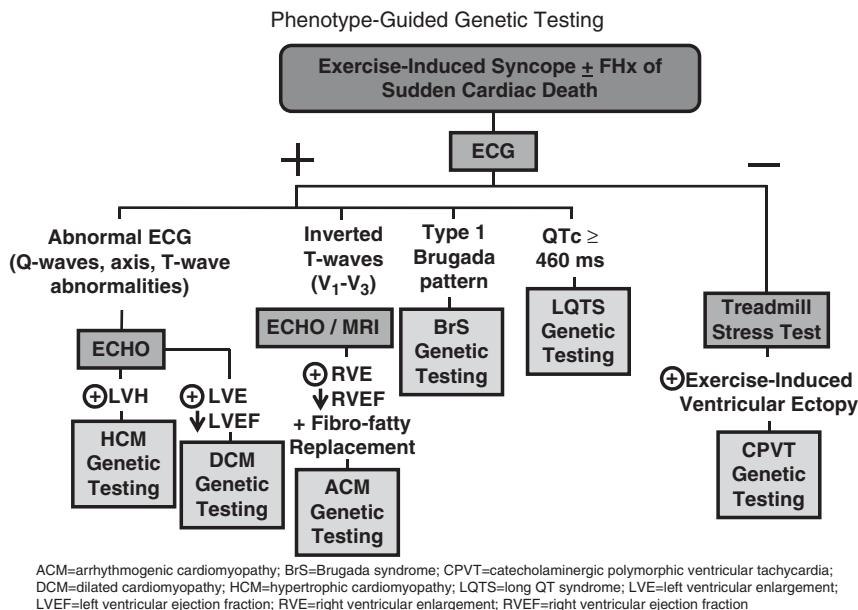 Phenotype-Guided Genetic Testing
Exercise-Induced Syncope ± FHx of
Sudden Cardiac Death
ECG
+
−
Abnormal ECG
(Q-waves, axis, T-wave
abnormalities)
ECHO
⊕LVH
HCM
Genetic
Testing
⊕ LVE
↓LVEF
DCM
Genetic
Testing
Inverted
T-waves
(V₁-V₃)
ECHO / MRI
⊕ RVE
↓RVEF
+ Fibro-fatty
Replacement
ACM
Genetic
Testing
Type 1
Brugada
pattern
BrS
Genetic
Testing
QTc ≥
460 ms
LQTS
Genetic
Testing
Treadmill
Stress Test
⊕Exercise-Induced
Ventricular Ectopy
CPVT
Genetic
Testing
ACM=arrhythmogenic cardiomyopathy; BrS=Brugada syndrome; CPVT=catecholaminergic polymorphic ventricular tachycardia;
DCM=dilated cardiomyopathy; HCM=hypertrophic cardiomyopathy; LQTS=long QT syndrome; LVE=left ventricular enlargement;
LVEF=left ventricular ejection fraction; RVE=right ventricular enlargement; RVEF=right ventricular ejection fraction